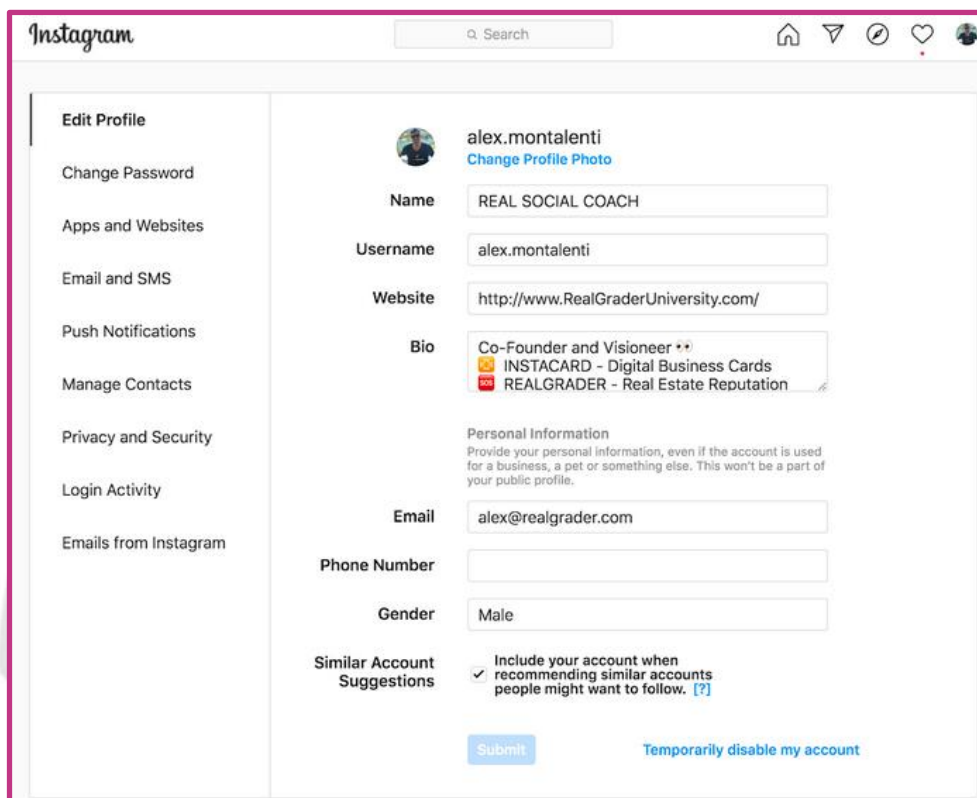 Instagram
Search
Edit Profile
Change Password
Apps and Websites
Email and SMS
Push Notifications
Manage Contacts
Privacy and Security
Login Activity
Emails from Instagram
alex.montalenti
Change Profile Photo
Name
REAL SOCIAL COACH
Username
alex.montalenti
Website
http://www.RealGraderUniversity.com/
Bio
Co-Founder and Visioneer 👀
🔀 INSTACARD - Digital Business Cards
🆘 REALGRADER - Real Estate Reputation
Personal Information
Provide your personal information, even if the account is used
for a business, a pet or something else. This won't be a part of
your public profile.
Email
alex@realgrader.com
Phone Number
Gender
Male
Similar Account
Suggestions
Include your account when
recommending similar accounts
people might want to follow. [?]
Submit
Temporarily disable my account